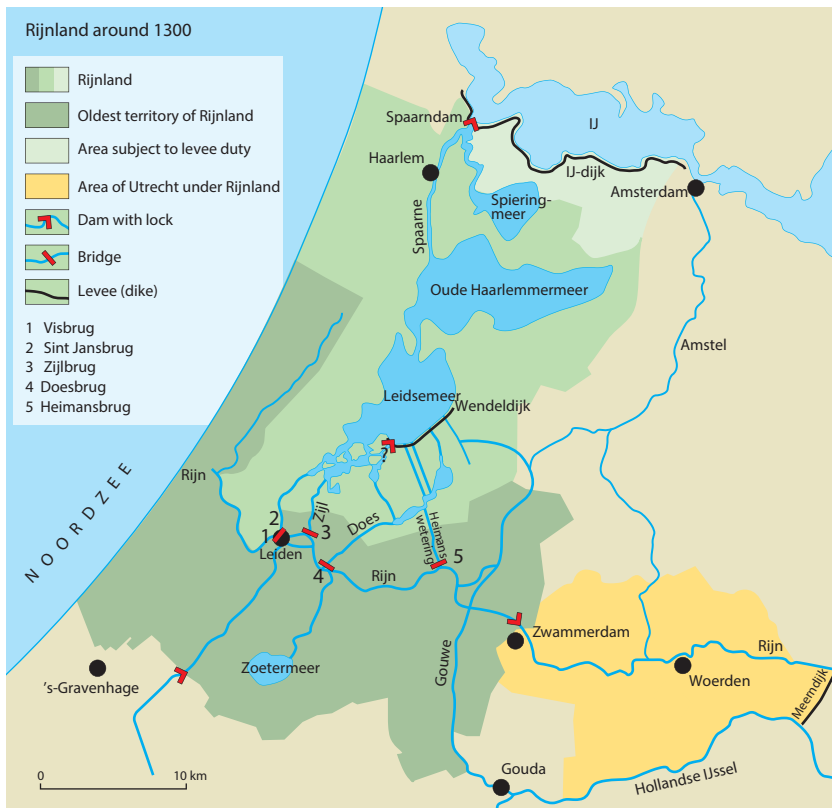 Rijnland around 1300
Rijnland
Oldest territory of Rijnland
Area subject to levee duty
Area of Utrecht under Rijnland
Dam with lock
Bridge
Levee (dike)
1 Visbrug
2 Sint Jansbrug
3 Zijlbrug
4 Doesbrug
5 Heimansbrug
Spaarndam
IJ
Haarlem
IJ-dijk
Amsterdam
Spiering-
meer
Spaarne
Oude Haarlemmermeer
Amstel
Leidsemeer
Wendeldijk
?
NOORDZEE
Rijn
2
Zijl
1
3
Does
Heimans
wetering
Leiden
4
Rijn
5
Zwammerdam
Rijn
Zoetermeer
Gouwe
's-Gravenhage
Woerden
Meerndijk
Gouda
Hollandse IJssel
0
10 km